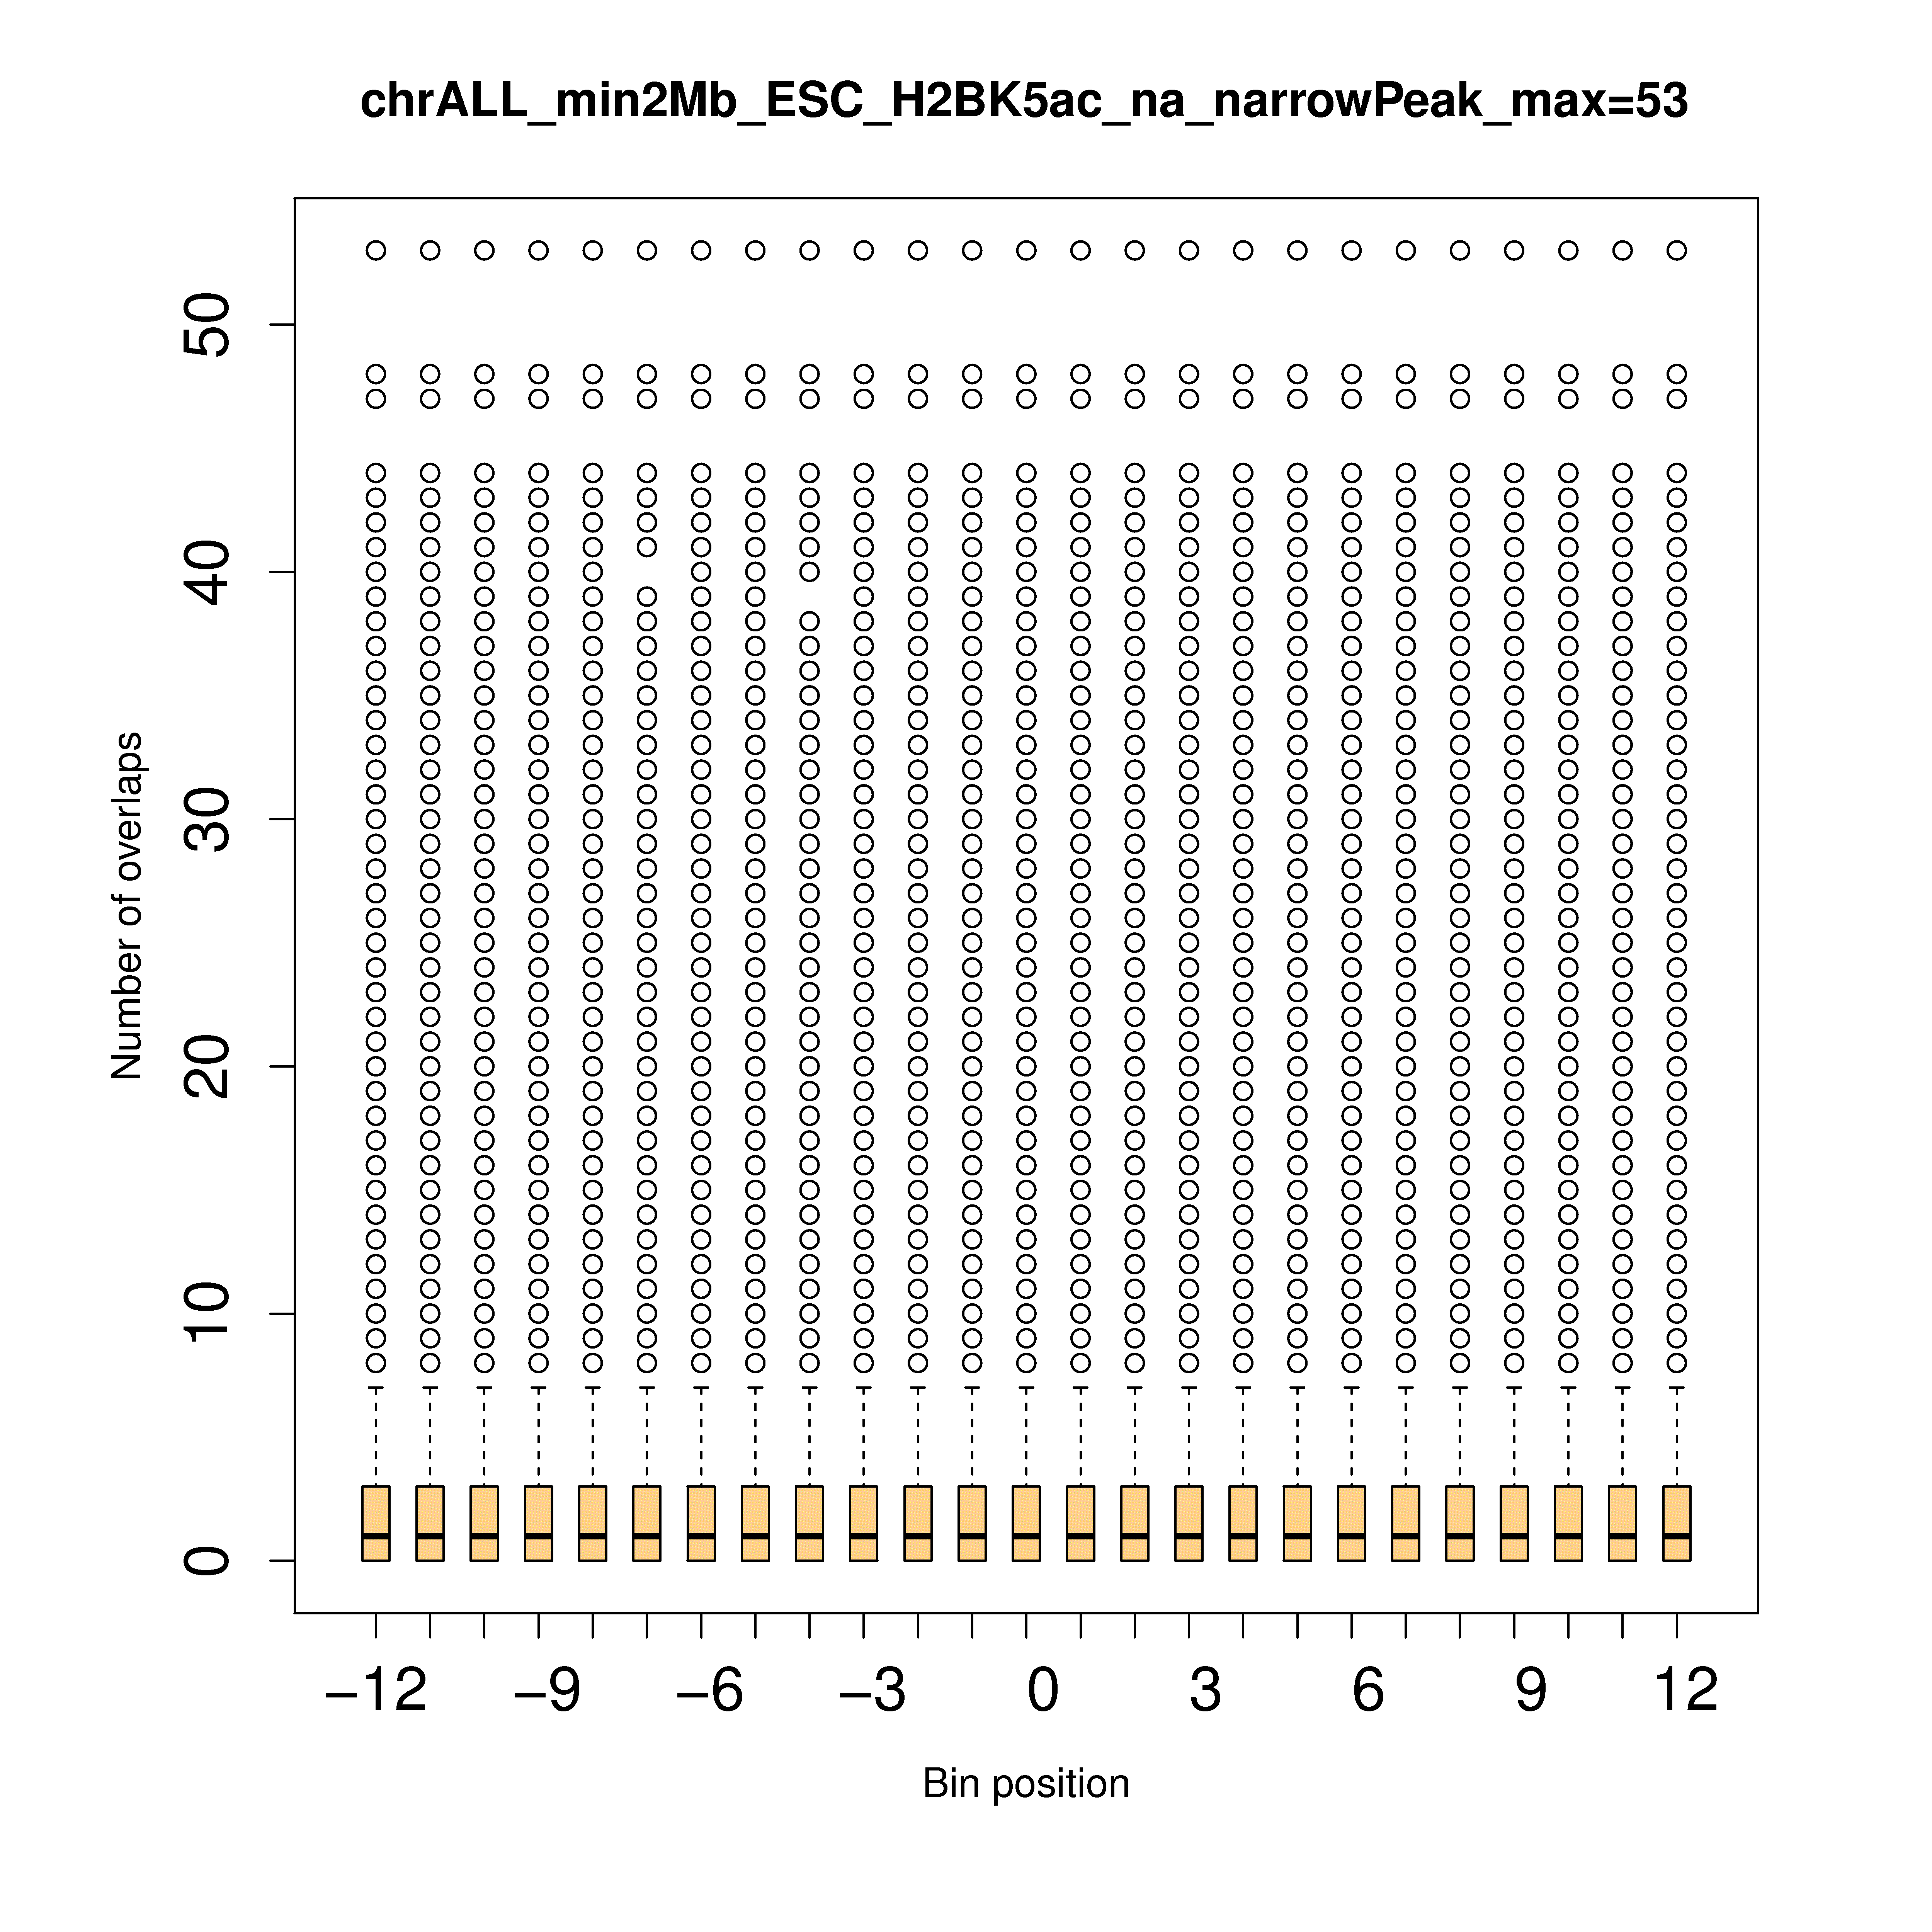 chrALL_min2Mb_ESC_H2BK5ac_na_narrowPeak_max=53
Number of overlaps
50
40
30
20
10
0
−12 −9 −6 −3 0 3 6 9 12
Bin position